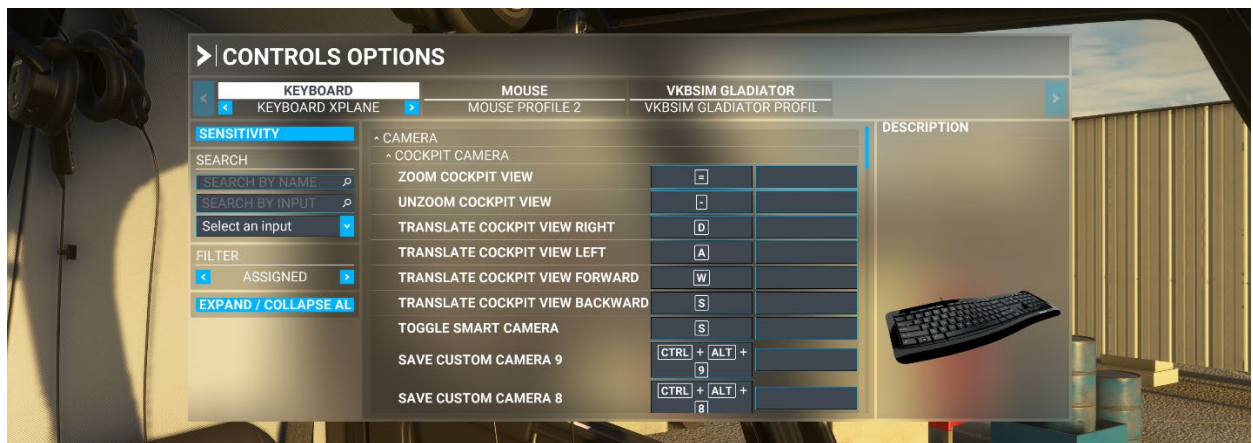 CONTROLS OPTIONS
KEYBOARD
KEYBOARD XPLANE
MOUSE
MOUSE PROFILE 2
VKBSIM GLADIATOR
VKBSIM GLADIATOR PROFIL
SENSITIVITY
SEARCH
SEARCH BY NAME
SEARCH BY INPUT
Select an input
FILTER
ASSIGNED
EXPAND / COLLAPSE AL
CAMERA
COCKPIT CAMERA
ZOOM COCKPIT VIEW =
UNZOOM COCKPIT VIEW -
TRANSLATE COCKPIT VIEW RIGHT D
TRANSLATE COCKPIT VIEW LEFT A
TRANSLATE COCKPIT VIEW FORWARD W
TRANSLATE COCKPIT VIEW BACKWARD S
TOGGLE SMART CAMERA S
SAVE CUSTOM CAMERA 9 CTRL + ALT +
9
SAVE CUSTOM CAMERA 8 CTRL + ALT +
8
DESCRIPTION